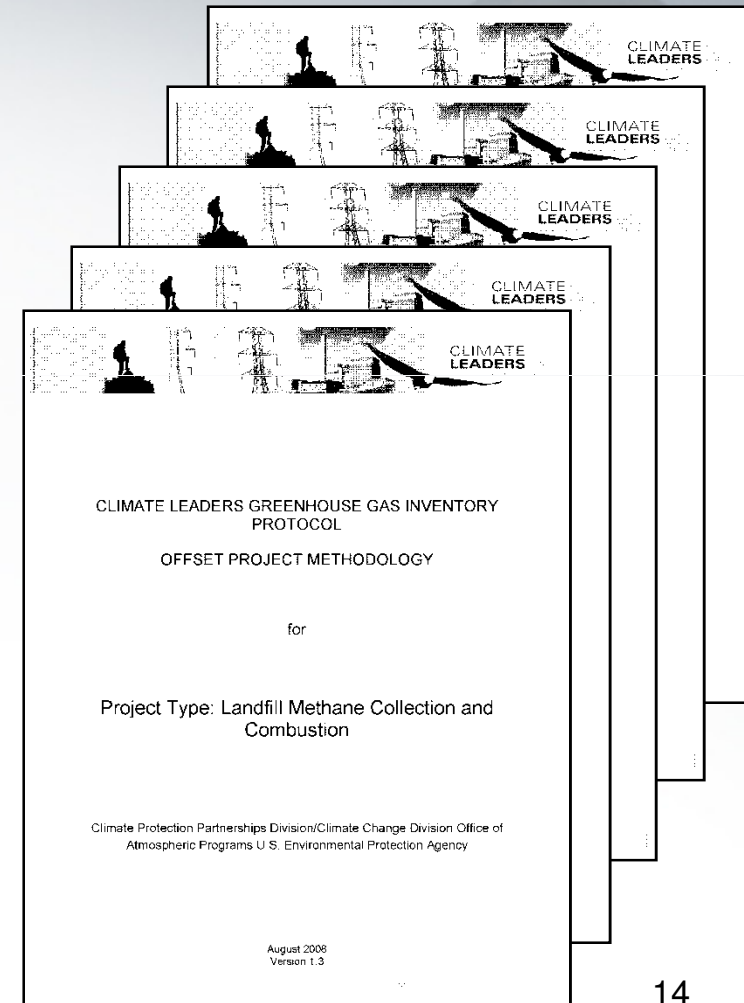 CLIMATE
LEADERS
CLIMATE
LEADERS
CLIMATE
LEADERS
CLIMATE
LEADERS
CLIMATE
LEADERS
CLIMATE LEADERS GREENHOUSE GAS INVENTORY
PROTOCOL
OFFSET PROJECT METHODOLOGY
for
Project Type: Landfill Methane Collection and
Combustion
Climate Protection Partnerships Division/Climate Change Division Office of
Atmospheric Programs U S. Environmental Protection Agency
August 2008
Version 1.3
14